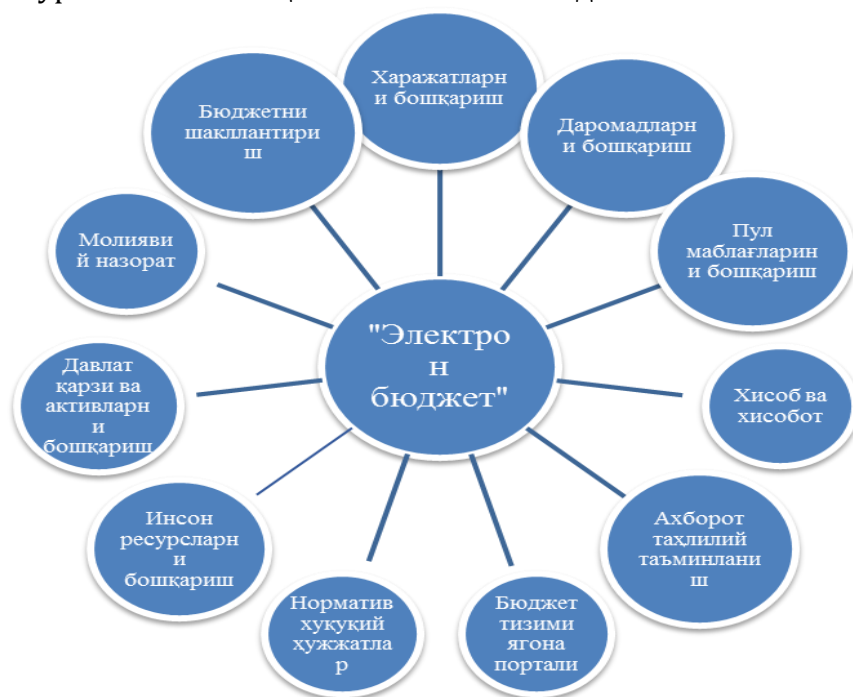 Харажатларн
и бошқариш
Даромадларн
и бошқариш
Пул
маблағларин
и бошқариш
Хисоб ва
хисобот
Ахборот
таҳлилий
таъминлани
ш
Бюджет
тизими
ягона
портали
Норматив
хуқуқий
ҳужжатла
р
Инсон
ресурсларн
и
бошқариш
Давлат
қарзи ва
активларн
и
бошқариш
Молияви
й назорат
Бюджетни
шакллантири
ш
"Электро
н
бюджет"